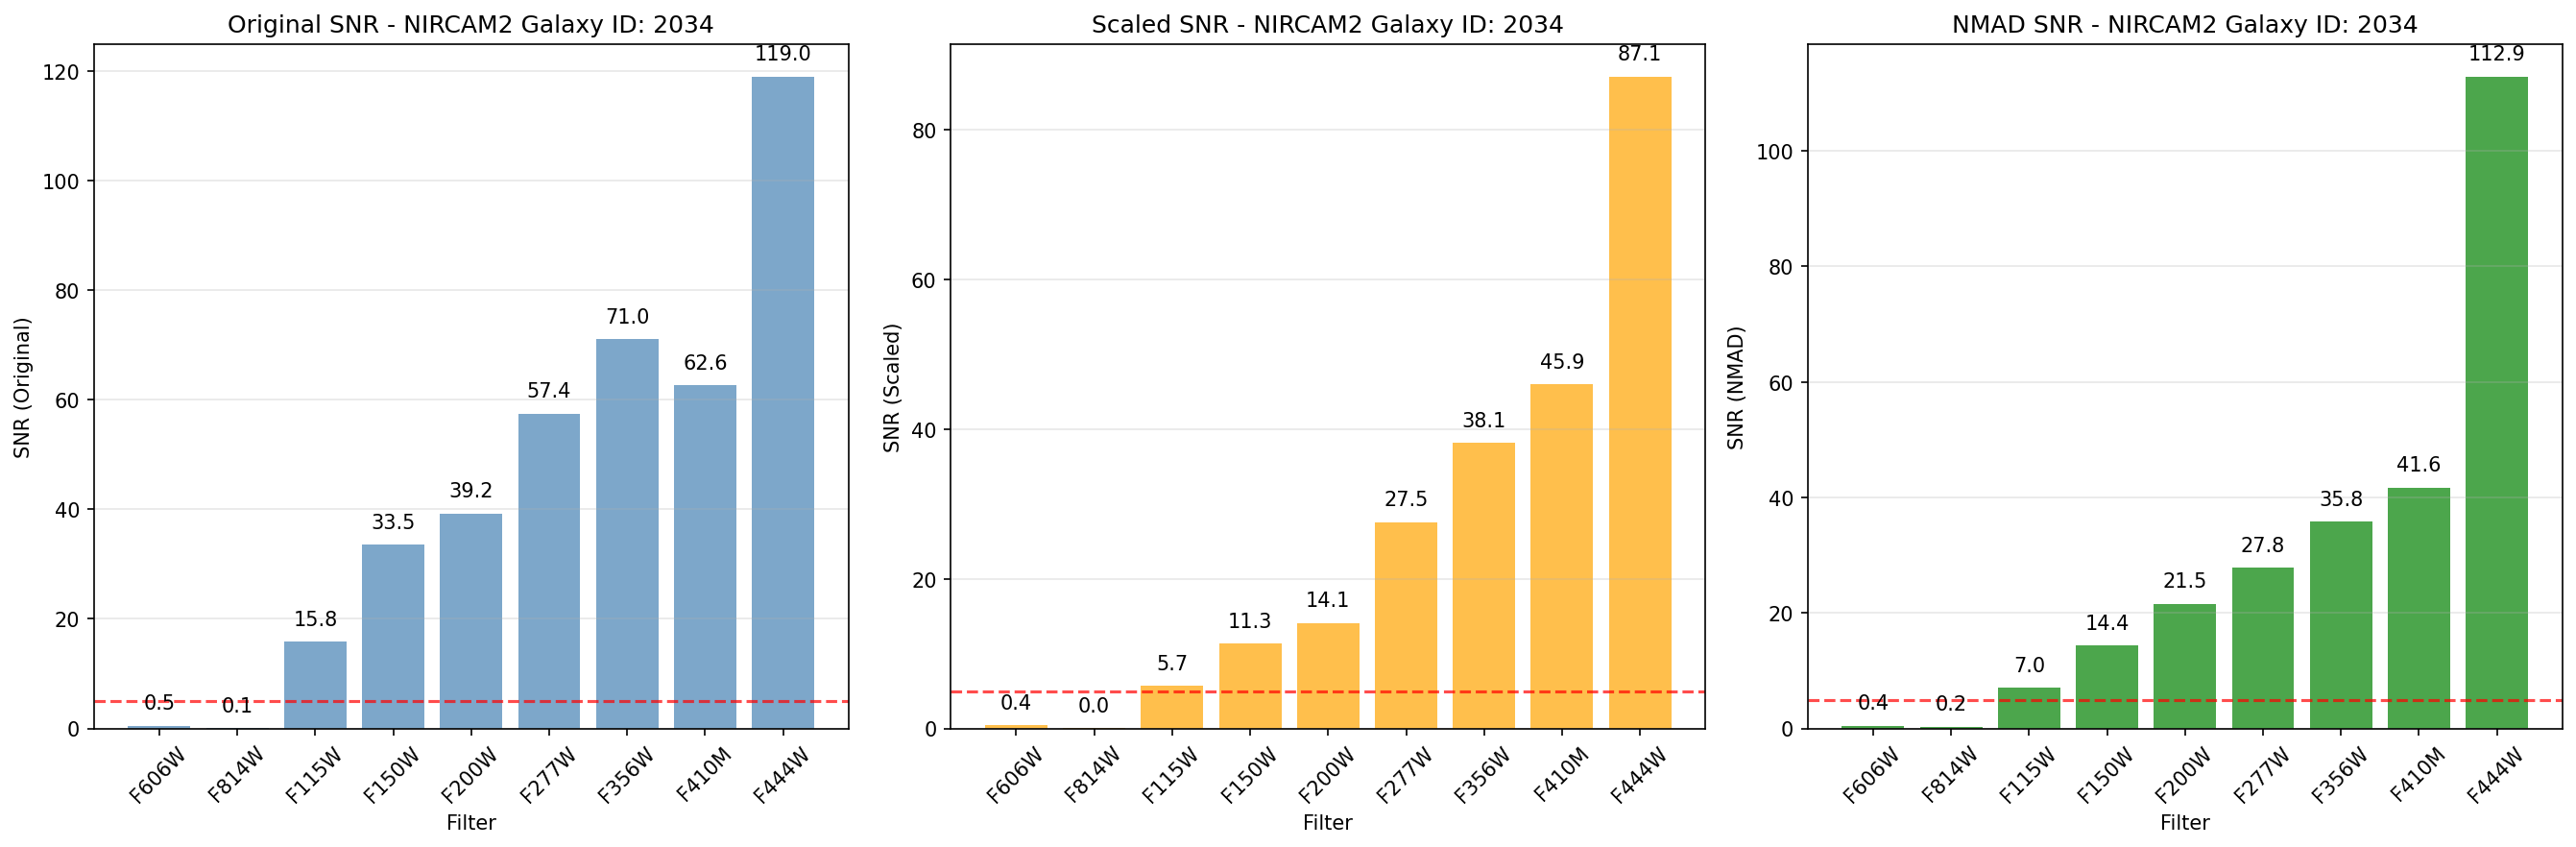 Original SNR - NIRCAM2 Galaxy ID: 2034
SNR (Original)
120
100
80
60
40
20
0
0.5
0.1
15.8
33.5
39.2
57.4
71.0
62.6
119.0
F606W
F814W
F115W
F150W
F200W
F277W
F356W
F410M
F444W
Filter
Scaled SNR - NIRCAM2 Galaxy ID: 2034
SNR (Scaled)
80
60
40
20
0
0.4
0.0
5.7
11.3
14.1
27.5
38.1
45.9
87.1
F606W
F814W
F115W
F150W
F200W
F277W
F356W
F410M
F444W
Filter
NMAD SNR - NIRCAM2 Galaxy ID: 2034
SNR (NMAD)
100
80
60
40
20
0
0.4
0.2
7.0
14.4
21.5
27.8
35.8
41.6
112.9
F606W
F814W
F115W
F150W
F200W
F277W
F356W
F410M
F444W
Filter